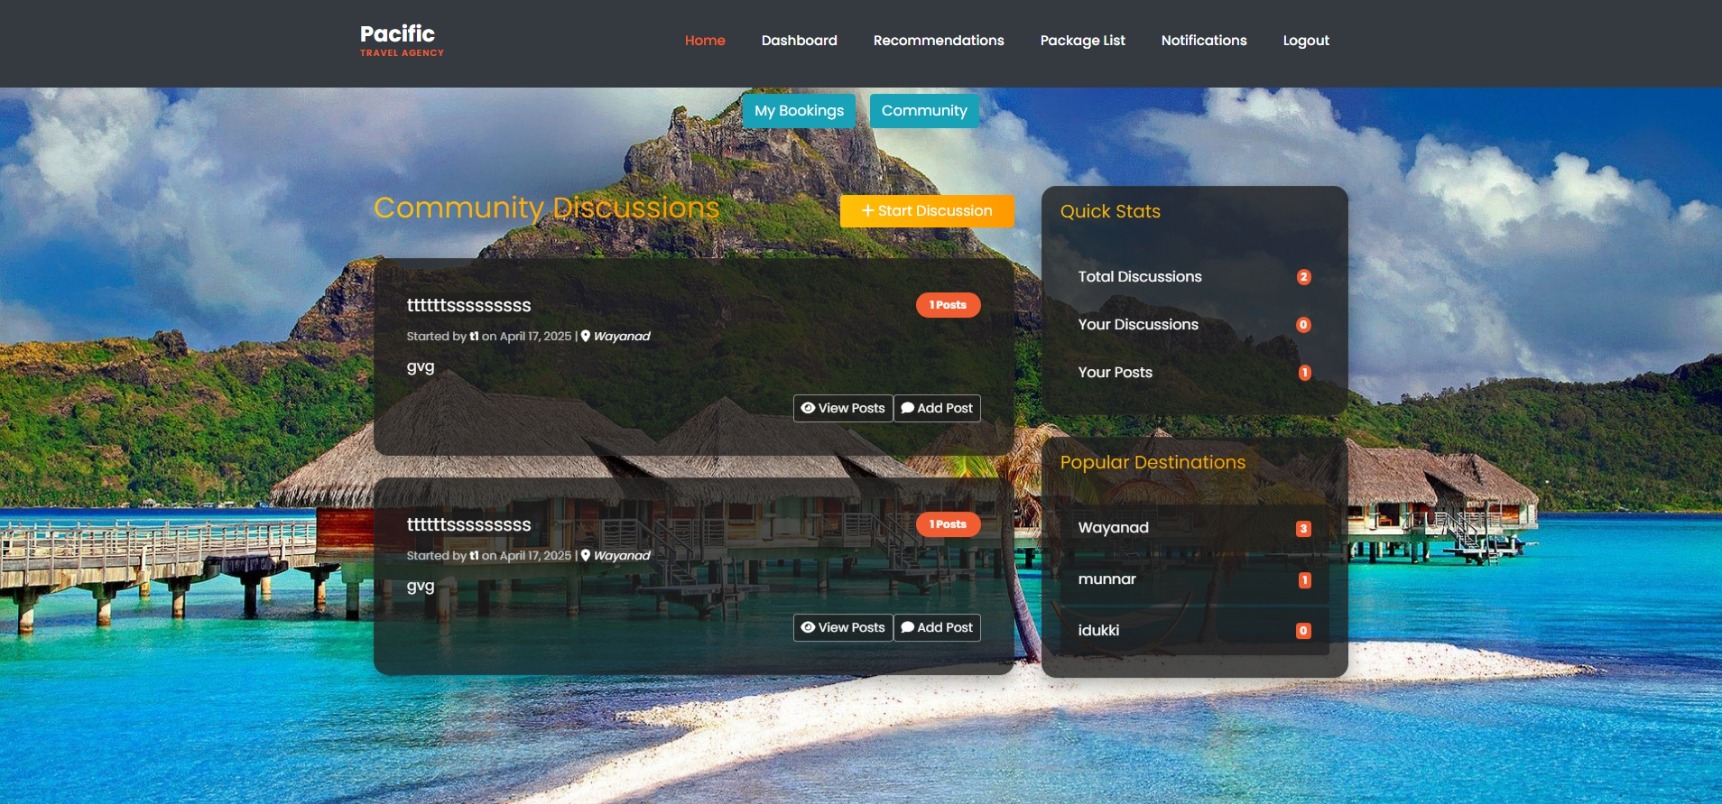 Pacific
TRAVEL AGENCY
Home Dashboard Recommendations Package List Notifications Logout
My Bookings Community
Community Discussions
+ Start Discussion
ttttttsssssssss
1 Posts
Started by t1 on April 17, 2025 | Wayanad
gvg
View Posts Add Post
ttttttsssssssss
1 Posts
Started by t1 on April 17, 2025 | Wayanad
gvg
View Posts Add Post
Quick Stats
Total Discussions 2
Your Discussions 0
Your Posts 1
Popular Destinations
Wayanad 3
munnar 1
idukki 0